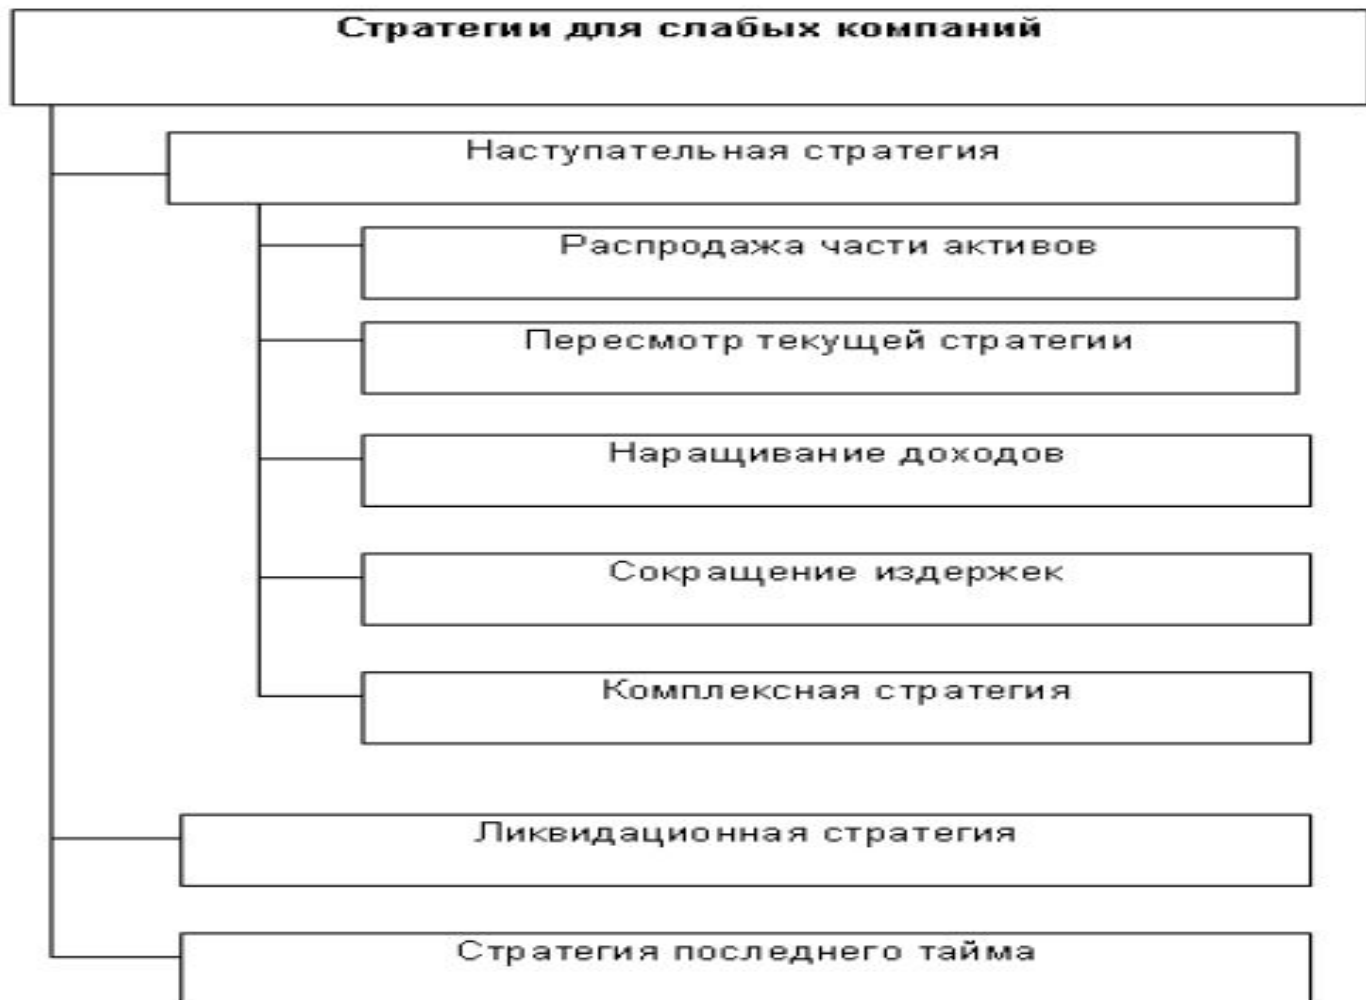 Стратегии для слабых компаний
Наступательная стратегия
Распродажа части активов
Пересмотр текущей стратегии
Наращивание доходов
Сокращение издержек
Комплексная стратегия
Ликвидационная стратегия
Стратегия последнего тайма